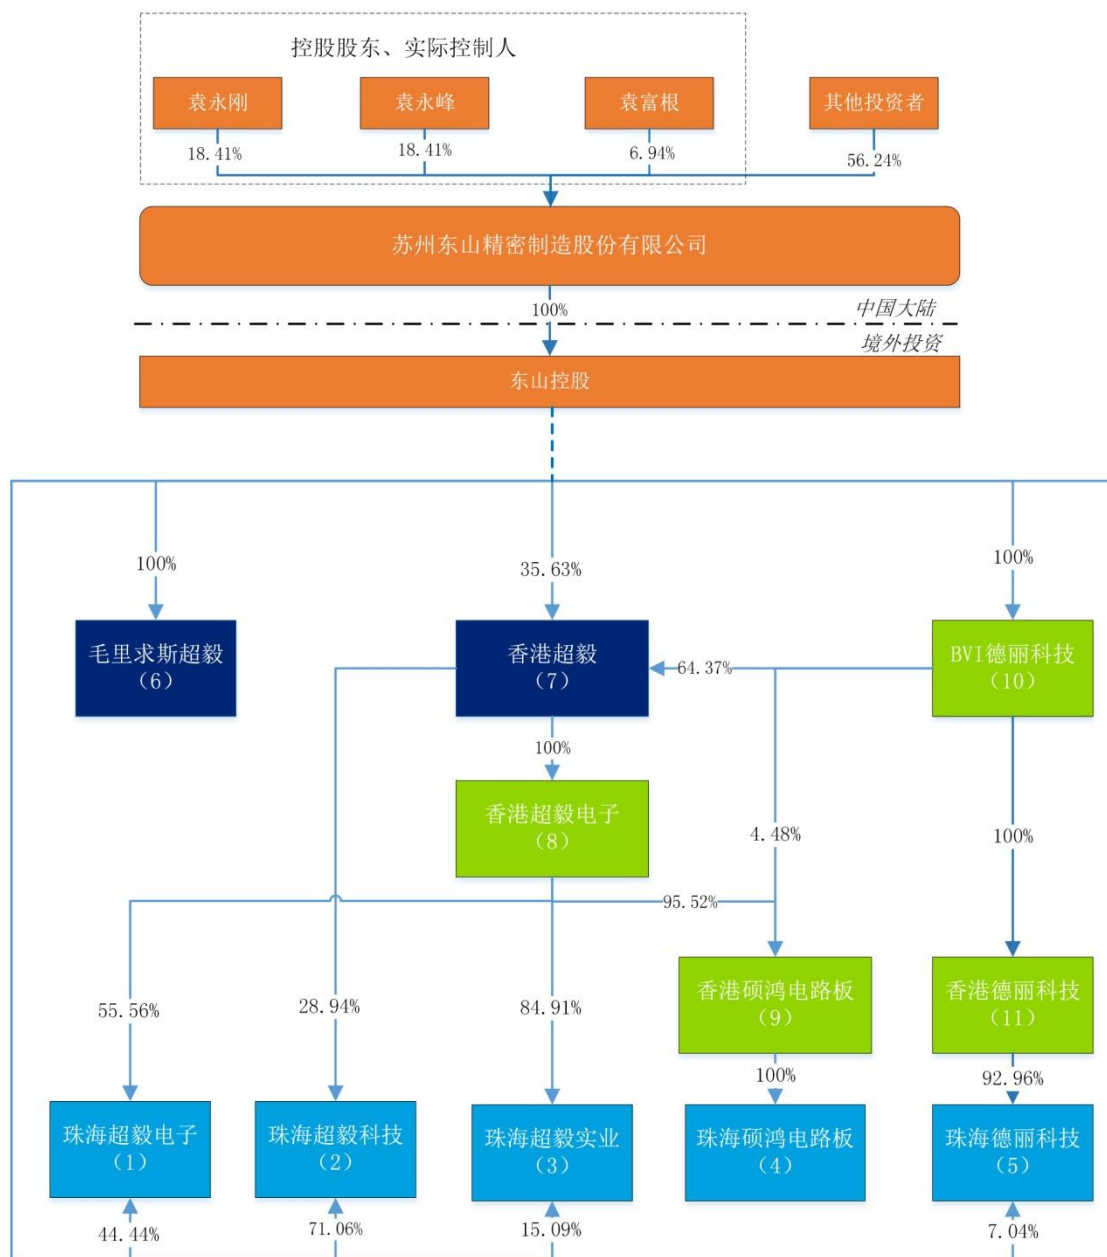 控股股东、实际控制人
袁永刚
袁永峰
袁富根
其他投资者
18.41%
18.41%
6.94%
56.24%
苏州东山精密制造股份有限公司
100%
中国大陆
境外投资
东山控股
100%
35.63%
100%
毛里求斯超毅
（6）
香港超毅
（7）
64.37%
BVI德丽科技
（10）
100%
香港超毅电子
（8）
4.48%
100%
95.52%
55.56%
28.94%
84.91%
香港硕鸿电路板
（9）
香港德丽科技
（11）
100%
92.96%
珠海超毅电子
（1）
珠海超毅科技
（2）
珠海超毅实业
（3）
珠海硕鸿电路板
（4）
珠海德丽科技
（5）
44.44%
71.06%
15.09%
7.04%